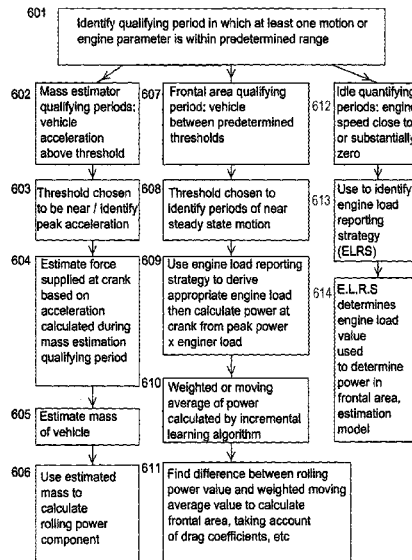 601
Identify qualifying period in which at least one motion or
engine parameter is within predetermined range
602
Mass estimator
qualifying periods:
vehicle
acceleration
above threshold
603
Threshold chosen
to be near / identify
peak acceleration
604
Estimate force
supplied at crank
based on
acceleration
calculated during
mass estimation
qualifying period
605
Estimate mass
of vehicle
606
Use estimated
mass to
calculate
rolling power
component
607
Frontal area qualifying
period: vehicle
between predetermined
thresholds
608
Threshold chosen to
identify periods of near
steady state motion
609
Use engine load reporting
strategy to derive
appropriate engine load
then calculate power at
crank from peak power
x enginer load
610
Weighted or moving
average of power
calculated by incremental
learning algorithm
611
Find difference between rolling
power value and weighted moving
average value to calculate
frontal area, taking account
of drag coefficients, etc
612
Idle quantifying
periods: engine
speed close to
or substantially
zero
613
Use to identify
engine load
reporting
strategy
(ELRS)
614
E.L.R.S
determines
engine load
value
used
to determine
power in
frontal area,
estimation
model